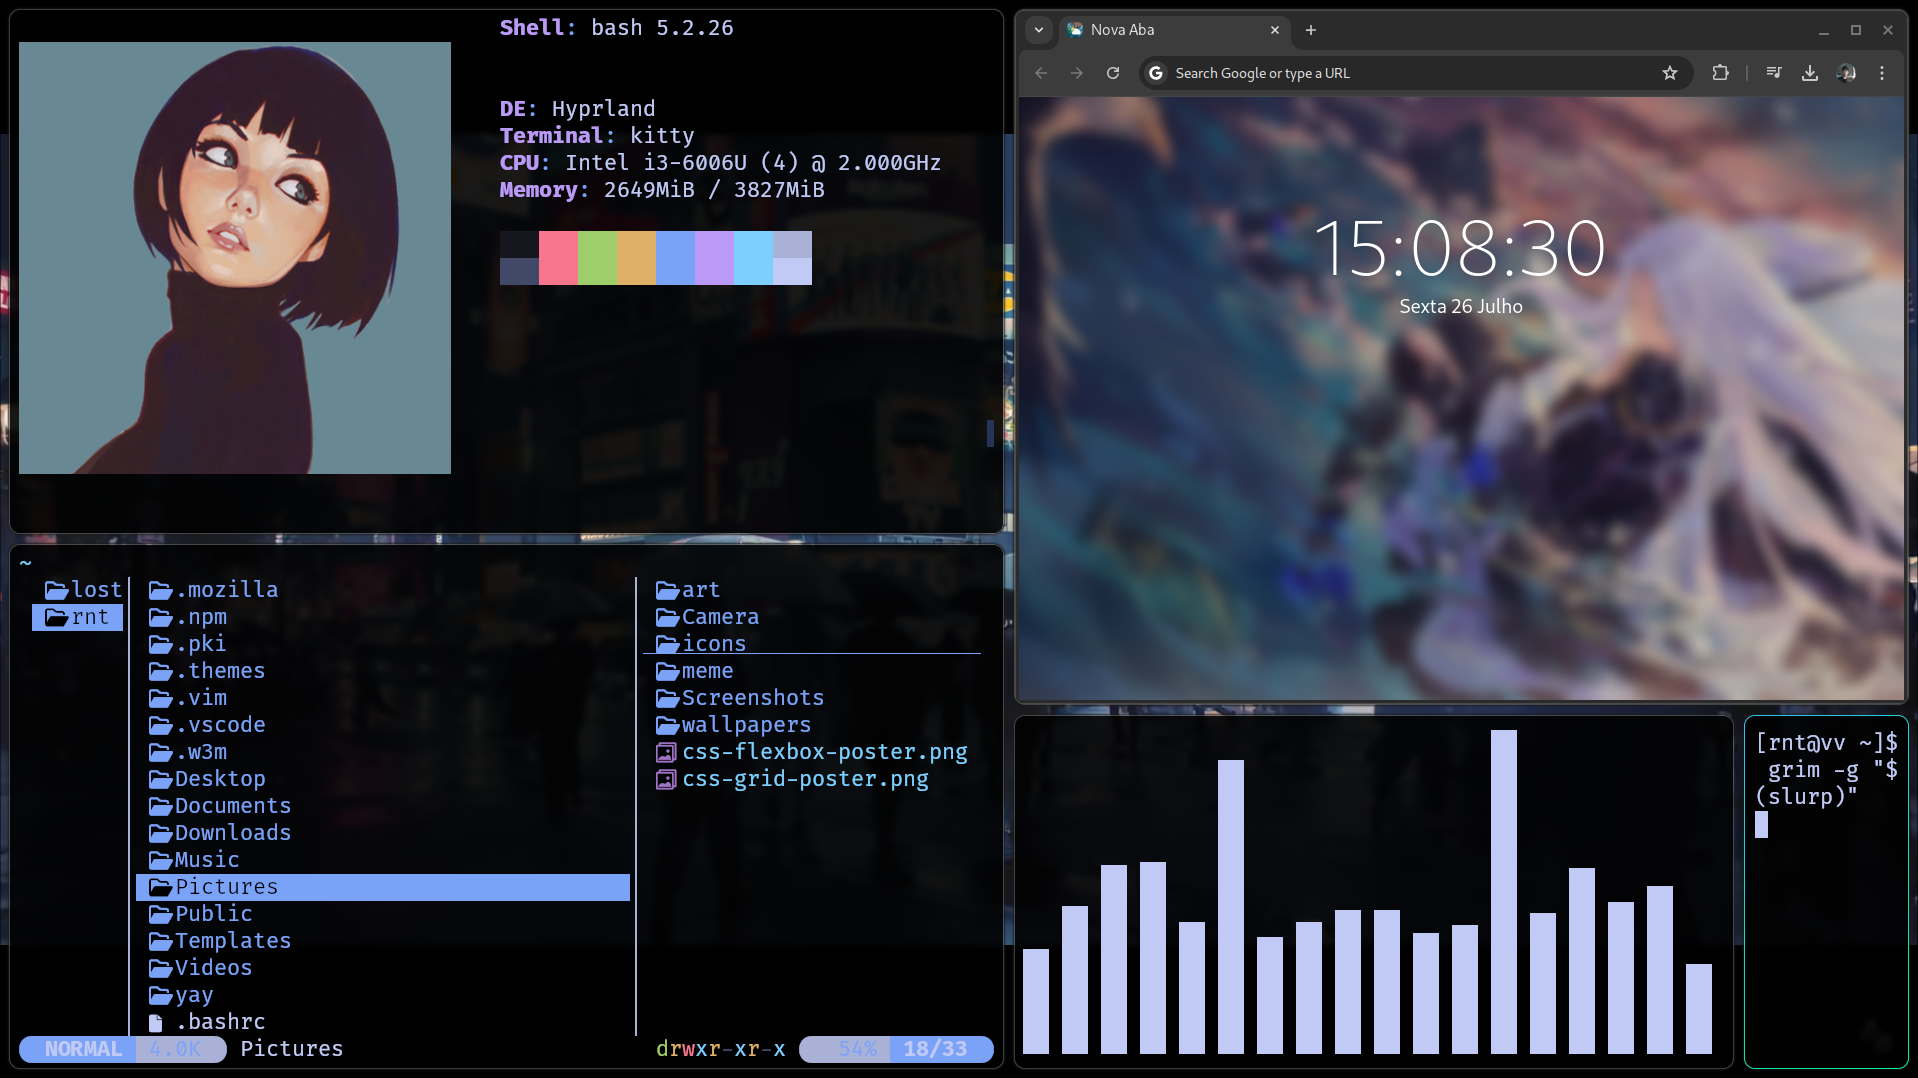 Shell: bash 5.2.26
DE: Hyprland
Terminal: kitty
CPU: Intel i3-6006U (4) @ 2.000GHz
Memory: 2649MiB / 3827MiB
Nova Aba
Search Google or type a URL
15:08:30
Sexta 26 Julho
~
lost
rnt
.mozilla
.npm
.pki
.themes
.vim
.vscode
.w3m
Desktop
Documents
Downloads
Music
Pictures
Public
Templates
Videos
yay
.bashrc
art
Camera
icons
meme
Screenshots
wallpapers
css-flexbox-poster.png
css-grid-poster.png
NORMAL 4.0K Pictures drwxr-xr-x 54% 18/33
[rnt@vv ~]$
grim -g "$
(slurp)"